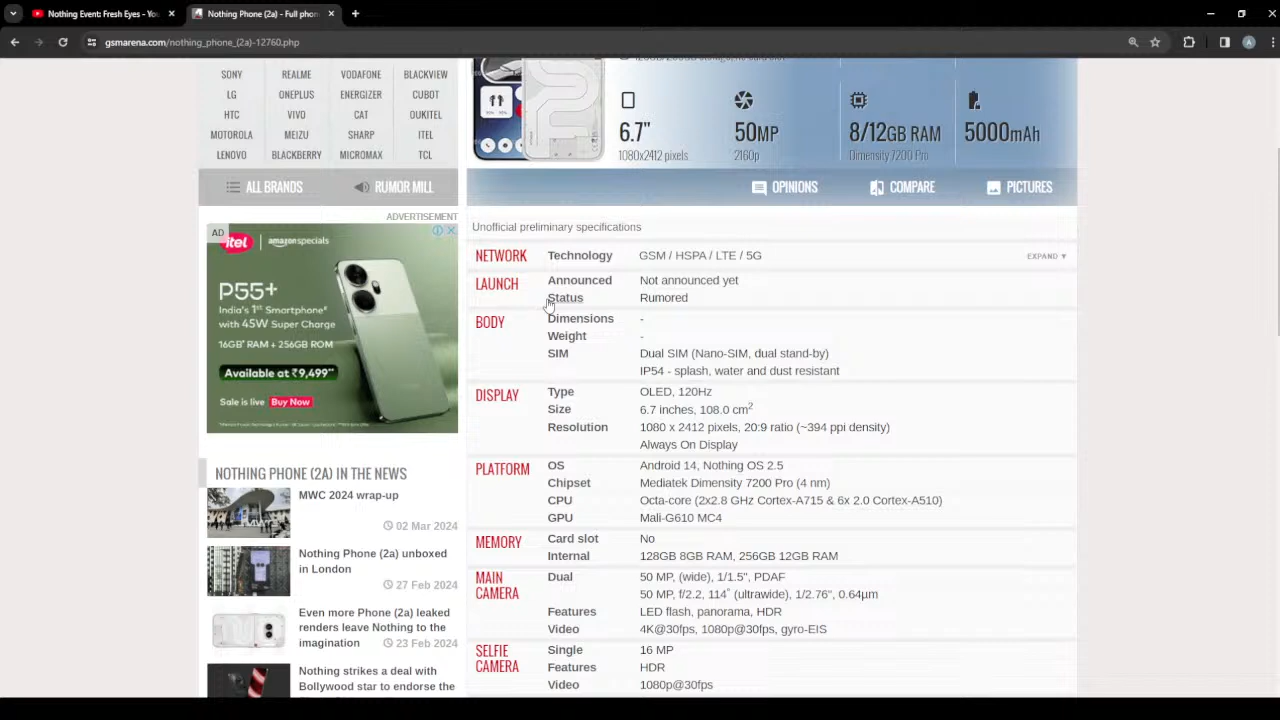 Nothing Event: Fresh Eyes - Yo
Nothing Phone (2a) - Full phon
gsmarena.com/nothing_phone_(2a)-12760.php
A
SONY REALME VODAFONE BLACKVIEW
LG ONEPLUS ENERGIZER CUBOT
HTC VIVO CAT OUKITEL
MOTOROLA MEIZU SHARP ITEL
LENOVO BLACKBERRY MICROMAX TCL
ALL BRANDS RUMOR MILL
6.7" 50MP 8/12GB RAM 5000mAh
1080x2412 pixels 2160p Dimensity 7200 Pro
OPINIONS COMPARE PICTURES
ADVERTISEMENT
AD
itel amazonspecials
P55+
India's 1st Smartphone*
with 45W Super Charge
16GB* RAM + 256GB ROM
Available at ₹9,499**
Sale is live Buy Now
NOTHING PHONE (2A) IN THE NEWS
MWC 2024 wrap-up
02 Mar 2024
Nothing Phone (2a) unboxed
in London
27 Feb 2024
Even more Phone (2a) leaked
renders leave Nothing to the
imagination 23 Feb 2024
Nothing strikes a deal with
Bollywood star to endorse the
Unofficial preliminary specifications
NETWORK Technology GSM / HSPA / LTE / 5G EXPAND ▼
LAUNCH Announced Not announced yet
Status Rumored
BODY Dimensions -
Weight -
SIM Dual SIM (Nano-SIM, dual stand-by)
IP54 - splash, water and dust resistant
DISPLAY Type OLED, 120Hz
Size 6.7 inches, 108.0 cm²
Resolution 1080 x 2412 pixels, 20:9 ratio (~394 ppi density)
Always On Display
PLATFORM OS Android 14, Nothing OS 2.5
Chipset Mediatek Dimensity 7200 Pro (4 nm)
CPU Octa-core (2x2.8 GHz Cortex-A715 & 6x 2.0 Cortex-A510)
GPU Mali-G610 MC4
MEMORY Card slot No
Internal 128GB 8GB RAM, 256GB 12GB RAM
MAIN Dual 50 MP, (wide), 1/1.5", PDAF
CAMERA 50 MP, f/2.2, 114˚ (ultrawide), 1/2.76", 0.64µm
Features LED flash, panorama, HDR
Video 4K@30fps, 1080p@30fps, gyro-EIS
SELFIE Single 16 MP
CAMERA Features HDR
Video 1080p@30fps